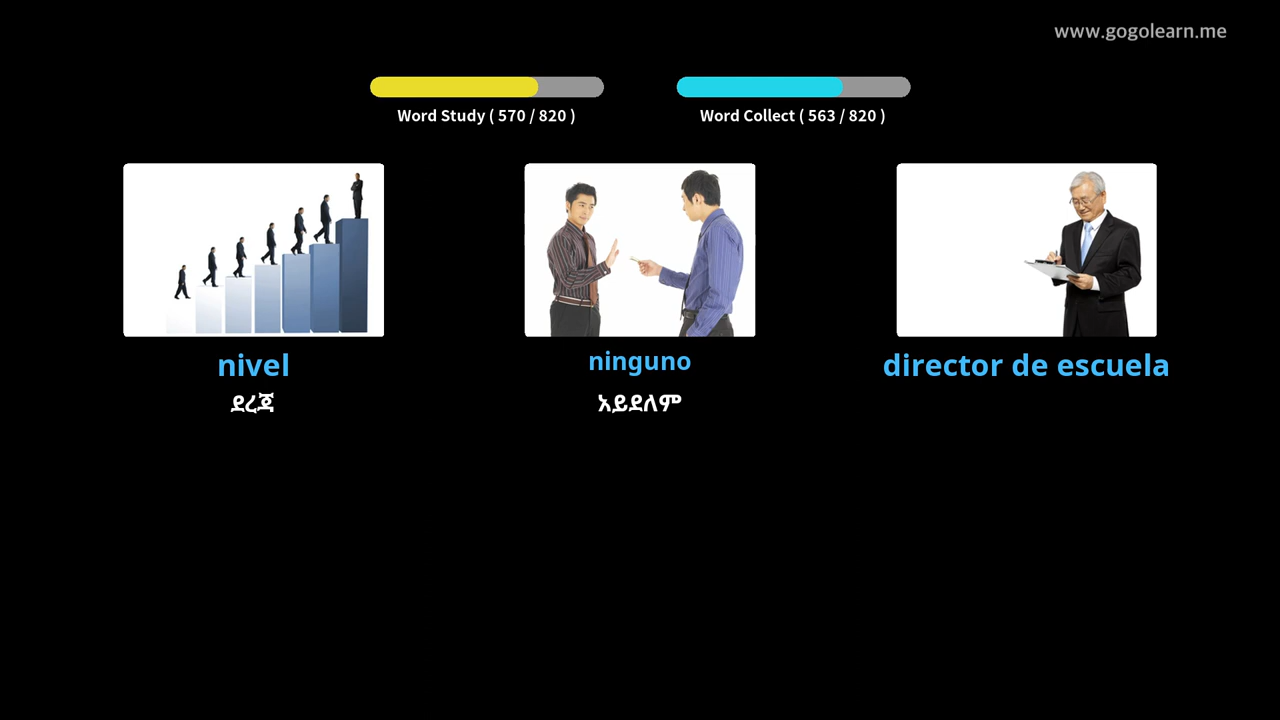 www.gogolearn.me
Word Study ( 570 / 820 )
Word Collect ( 563 / 820 )
nivel
ደረጃ
ninguno
አይደለም
director de escuela